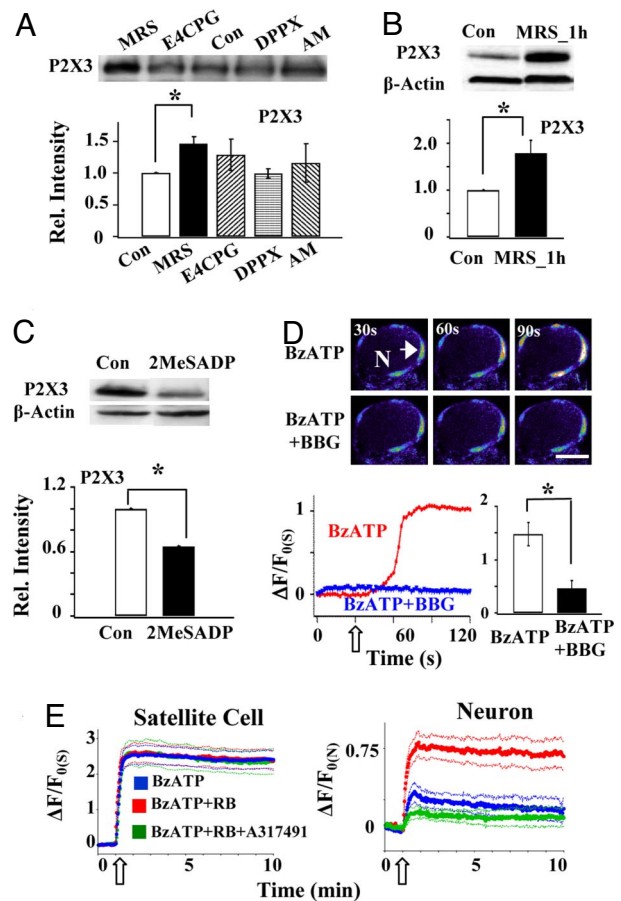 A
MRS E4CPG Con DPPX AM
P2X3
*
P2X3
Rel. Intensity
1.5
1.0
0.5
0
Con MRS E4CPG DPPX AM
B
Con MRS_1h
P2X3
β-Actin
*
P2X3
2.0
1.0
0
Con MRS_1h
C
Con 2MeSADP
P2X3
β-Actin
P2X3
*
Rel. Intensity
1.2
0.6
0
Con 2MeSADP
D
30s 60s 90s
BzATP
N
BzATP
+BBG
ΔF/F0(S)
1
0
BzATP
BzATP+BBG
0 60 120
Time (s)
*
2
1
0
BzATP BzATP
+BBG
E
Satellite Cell
ΔF/F0(S)
3
2
1
0
BzATP
BzATP+RB
BzATP+RB+A317491
0 5 10
Neuron
ΔF/F0(N)
0.75
0
0 5 10
Time (min)